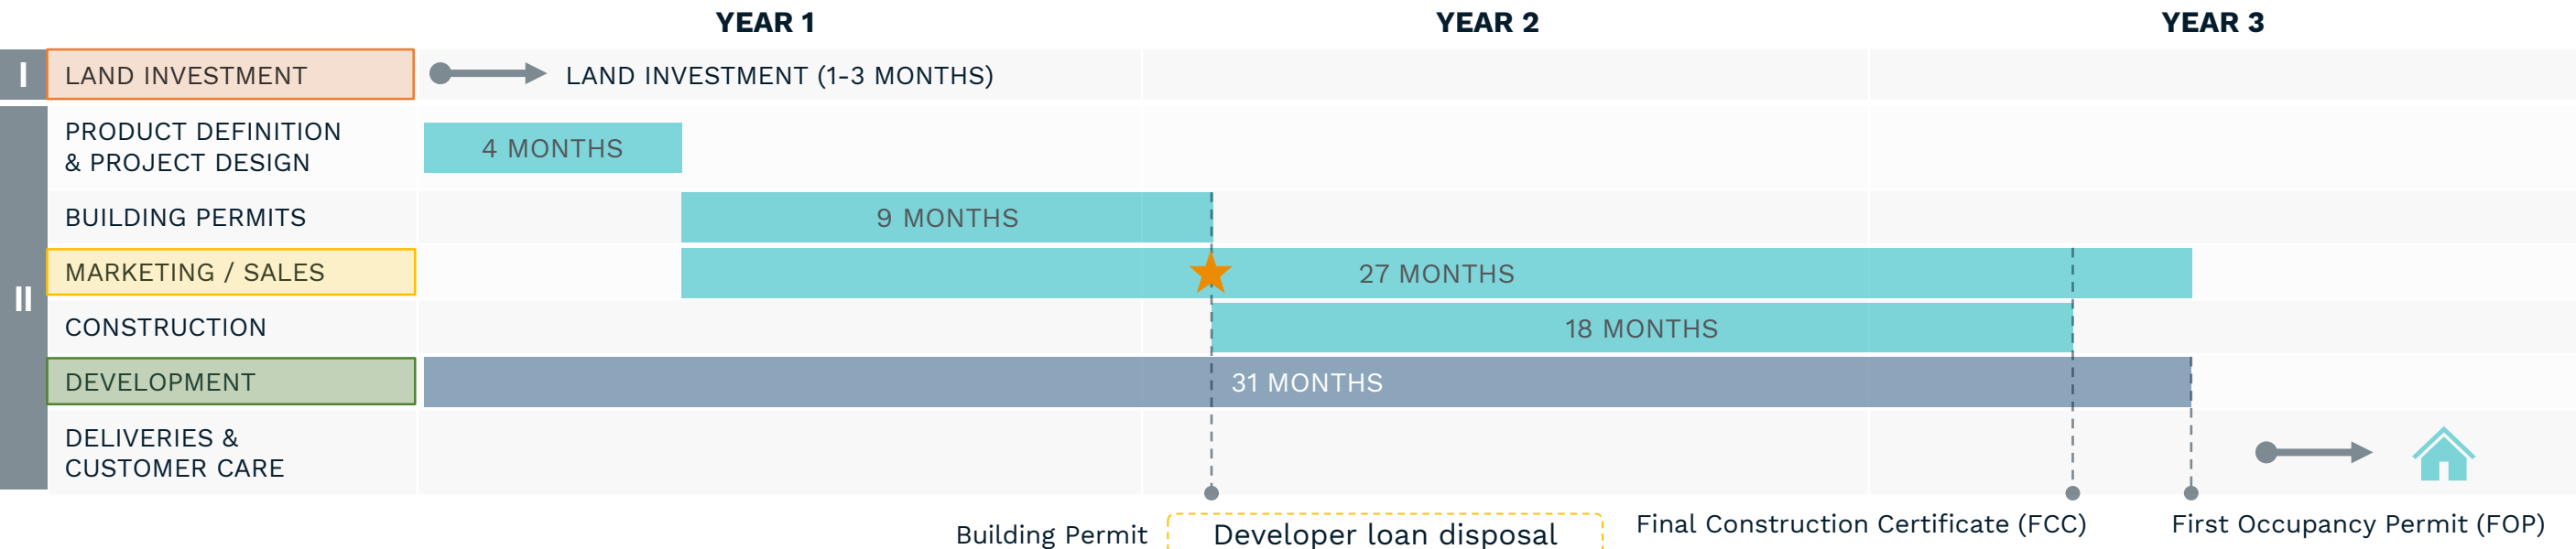 YEAR 1
YEAR 2
YEAR 3
I
LAND INVESTMENT
LAND INVESTMENT (1-3 MONTHS)
II
PRODUCT DEFINITION
& PROJECT DESIGN
4 MONTHS
BUILDING PERMITS
9 MONTHS
MARKETING / SALES
27 MONTHS
CONSTRUCTION
18 MONTHS
DEVELOPMENT
31 MONTHS
DELIVERIES &
CUSTOMER CARE
Building Permit
Developer loan disposal
Final Construction Certificate (FCC)
First Occupancy Permit (FOP)